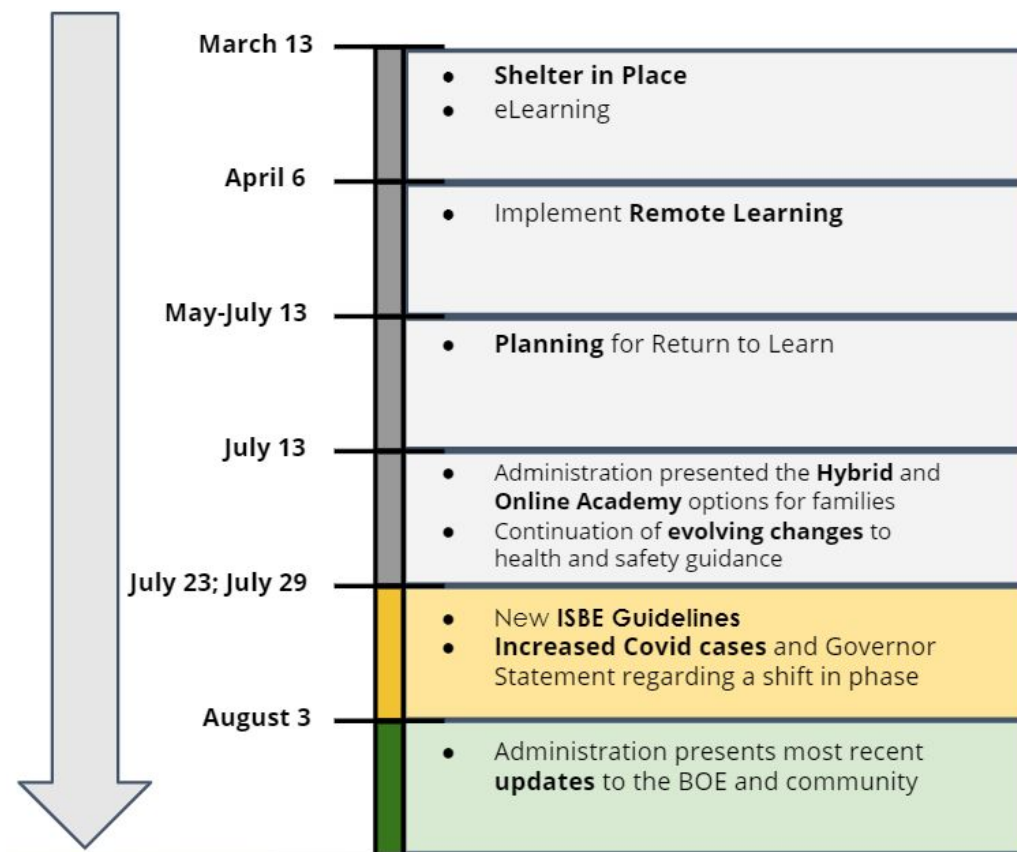 March 13
● Shelter in Place
● eLearning
April 6
● Implement Remote Learning
May-July 13
● Planning for Return to Learn
July 13
● Administration presented the Hybrid and
Online Academy options for families
● Continuation of evolving changes to
health and safety guidance
July 23; July 29
● New ISBE Guidelines
● Increased Covid cases and Governor
Statement regarding a shift in phase
August 3
● Administration presents most recent
updates to the BOE and community